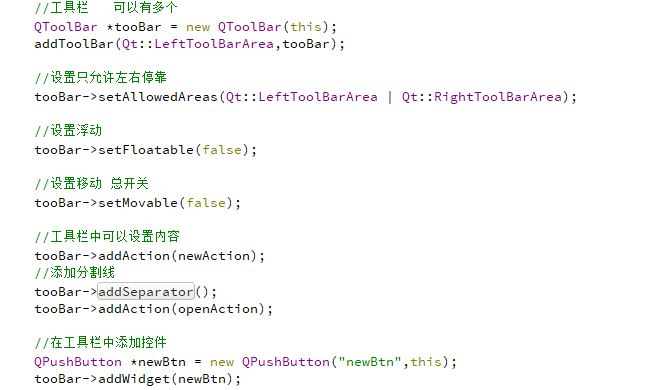 //工具栏   可以有多个
QToolBar *tooBar = new QToolBar(this);
addToolBar(Qt::LeftToolBarArea,tooBar);
//设置只允许左右停靠
tooBar->setAllowedAreas(Qt::LeftToolBarArea | Qt::RightToolBarArea);
//设置浮动
tooBar->setFloatable(false);
//设置移动 总开关
tooBar->setMovable(false);
//工具栏中可以设置内容
tooBar->addAction(newAction);
//添加分割线
tooBar->addSeparator();
tooBar->addAction(openAction);
//在工具栏中添加控件
QPushButton *newBtn = new QPushButton("newBtn",this);
tooBar->addWidget(newBtn);